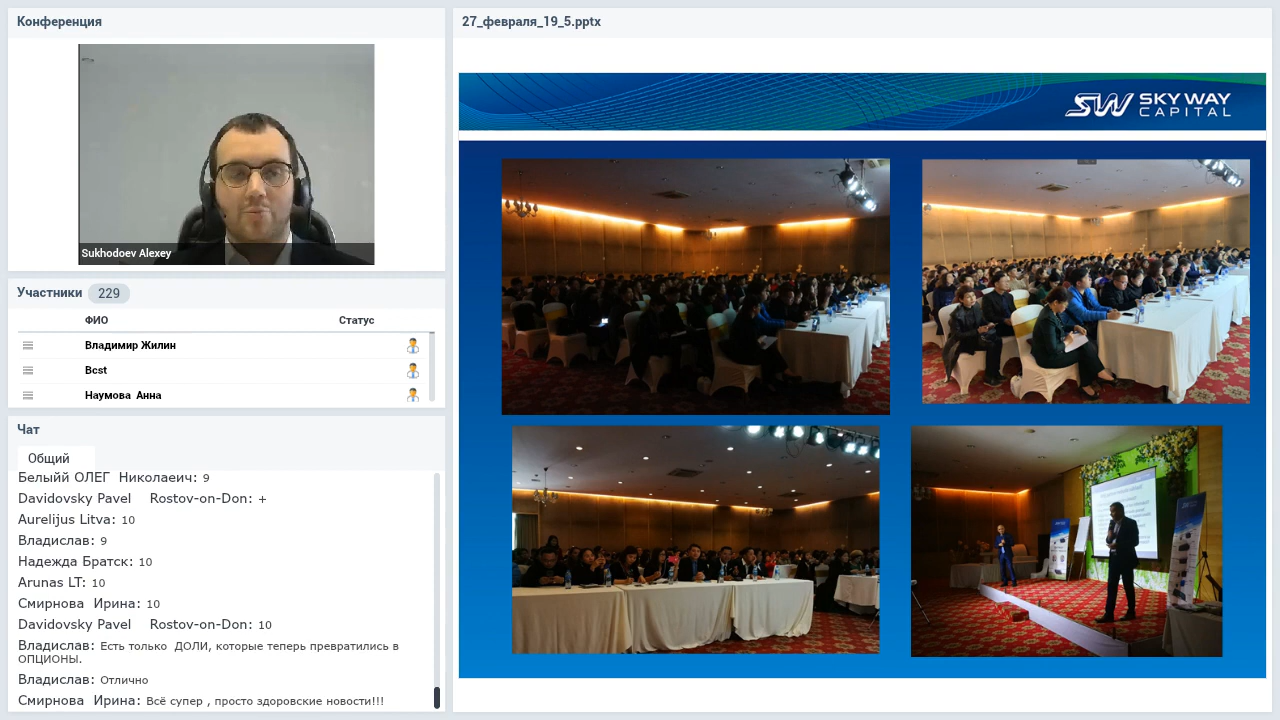 Конференция
Sukhodoev Alexey
Участники 229
ФИО Статус
Владимир Жилин
Bcst
Наумова Анна
Чат
Общий
Белыйй ОЛЕГ Николаеич: 9
Davidovsky Pavel Rostov-on-Don: +
Aurelijus Litva: 10
Владислав: 9
Надежда Братск: 10
Arunas LT: 10
Смирнова Ирина: 10
Davidovsky Pavel Rostov-on-Don: 10
Владислав: Есть только ДОЛИ, которые теперь превратились в
ОПЦИОНЫ.
Владислав: Отлично
Смирнова Ирина: Всё супер , просто здоровские новости!!!
27_февраля_19_5.pptx
SW SKY WAY
CAPITAL